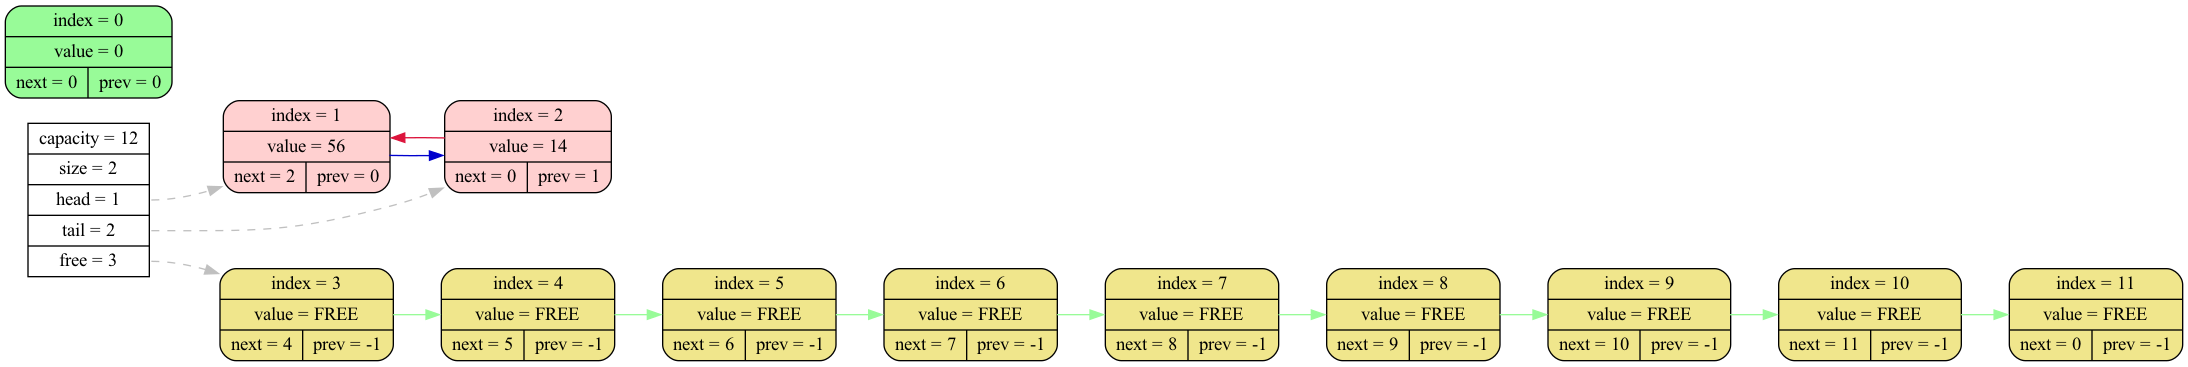 index = 0
value = 0
next = 0 prev = 0
capacity = 12
size = 2
head = 1
tail = 2
free = 3
index = 1
value = 56
next = 2 prev = 0
index = 2
value = 14
next = 0 prev = 1
index = 3
value = FREE
next = 4 prev = -1
index = 4
value = FREE
next = 5 prev = -1
index = 5
value = FREE
next = 6 prev = -1
index = 6
value = FREE
next = 7 prev = -1
index = 7
value = FREE
next = 8 prev = -1
index = 8
value = FREE
next = 9 prev = -1
index = 9
value = FREE
next = 10 prev = -1
index = 10
value = FREE
next = 11 prev = -1
index = 11
value = FREE
next = 0 prev = -1